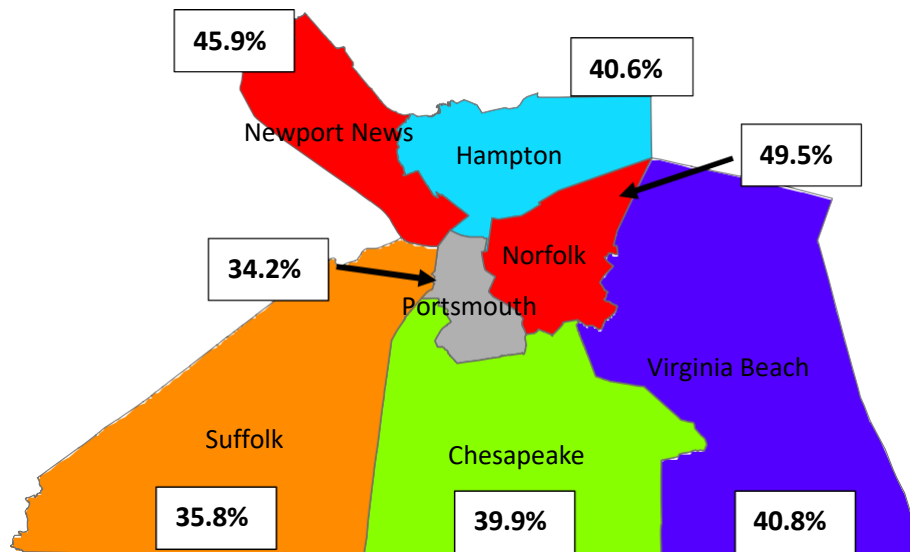 45.9%
40.6%
Newport News
Hampton
49.5%
34.2%
Norfolk
Portsmouth
Virginia Beach
Suffolk
Chesapeake
35.8%
39.9%
40.8%